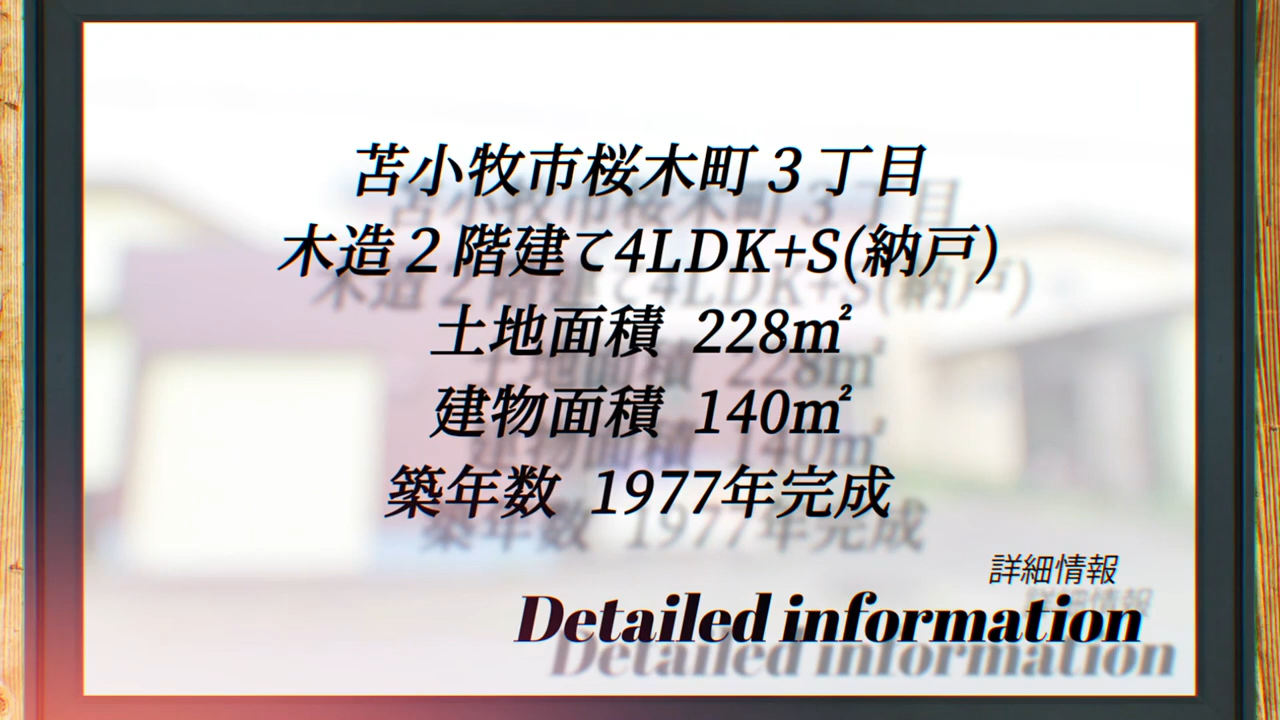 苫小牧市桜木町３丁目
木造２階建て4LDK+S(納戸)
土地面積 228㎡
建物面積 140㎡
築年数 1977年完成
詳細情報
Detailed information